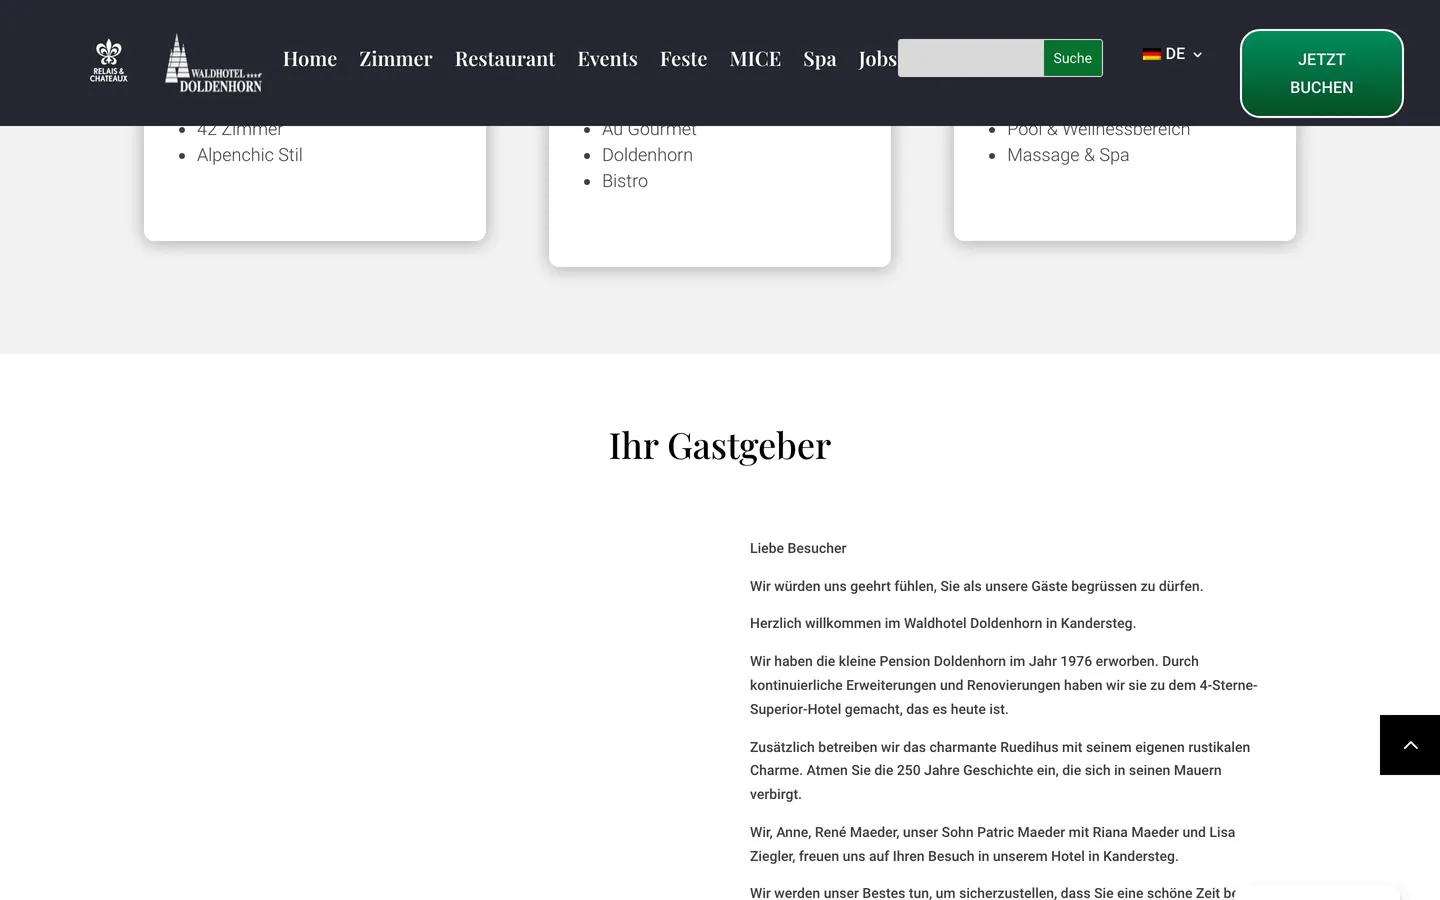 RELAIS &
CHATEAUX
WALDHOTEL
DOLDENHORN
Home Zimmer Restaurant Events Feste MICE Spa Jobs
Suche
DE
JETZT
BUCHEN
42 Zimmer
Alpenchic Stil
Au Gourmet
Doldenhorn
Bistro
Pool & Wellnessbereich
Massage & Spa
Ihr Gastgeber
Liebe Besucher
Wir würden uns geehrt fühlen, Sie als unsere Gäste begrüssen zu dürfen.
Herzlich willkommen im Waldhotel Doldenhorn in Kandersteg.
Wir haben die kleine Pension Doldenhorn im Jahr 1976 erworben. Durch
kontinuierliche Erweiterungen und Renovierungen haben wir sie zu dem 4-Sterne-
Superior-Hotel gemacht, das es heute ist.
Zusätzlich betreiben wir das charmante Ruedihus mit seinem eigenen rustikalen
Charme. Atmen Sie die 250 Jahre Geschichte ein, die sich in seinen Mauern
verbirgt.
Wir, Anne, René Maeder, unser Sohn Patric Maeder mit Riana Maeder und Lisa
Ziegler, freuen uns auf Ihren Besuch in unserem Hotel in Kandersteg.
Wir werden unser Bestes tun, um sicherzustellen, dass Sie eine schöne Zeit